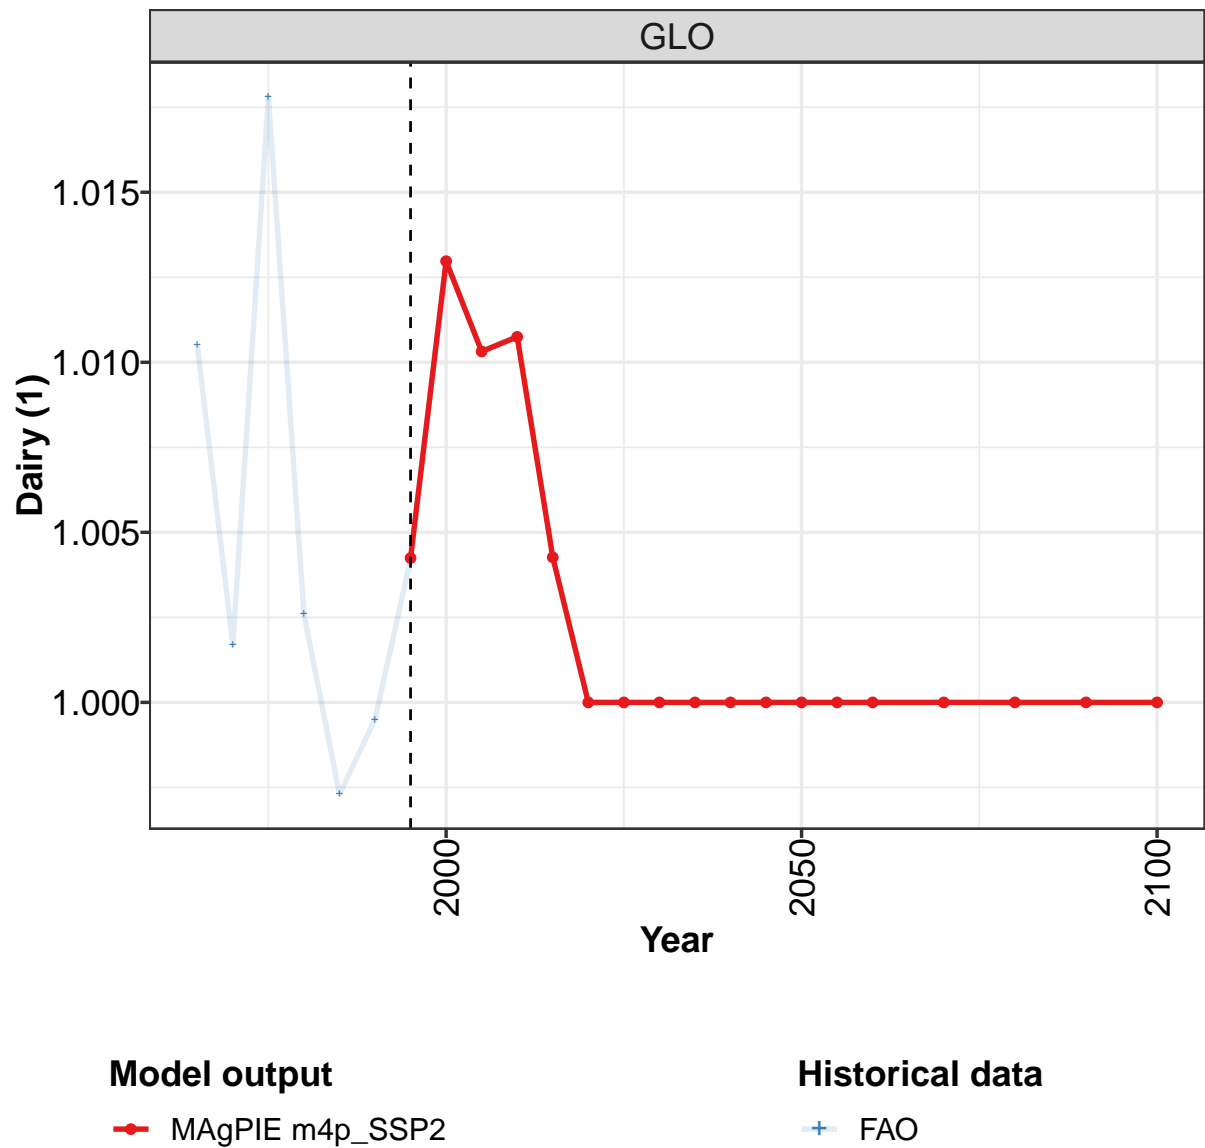 GLO
1.015
1.010
1.005
1.000
Dairy (1)
2000
2050
2100
Year
Model output
Historical data
MAgPIE m4p_SSP2
FAO